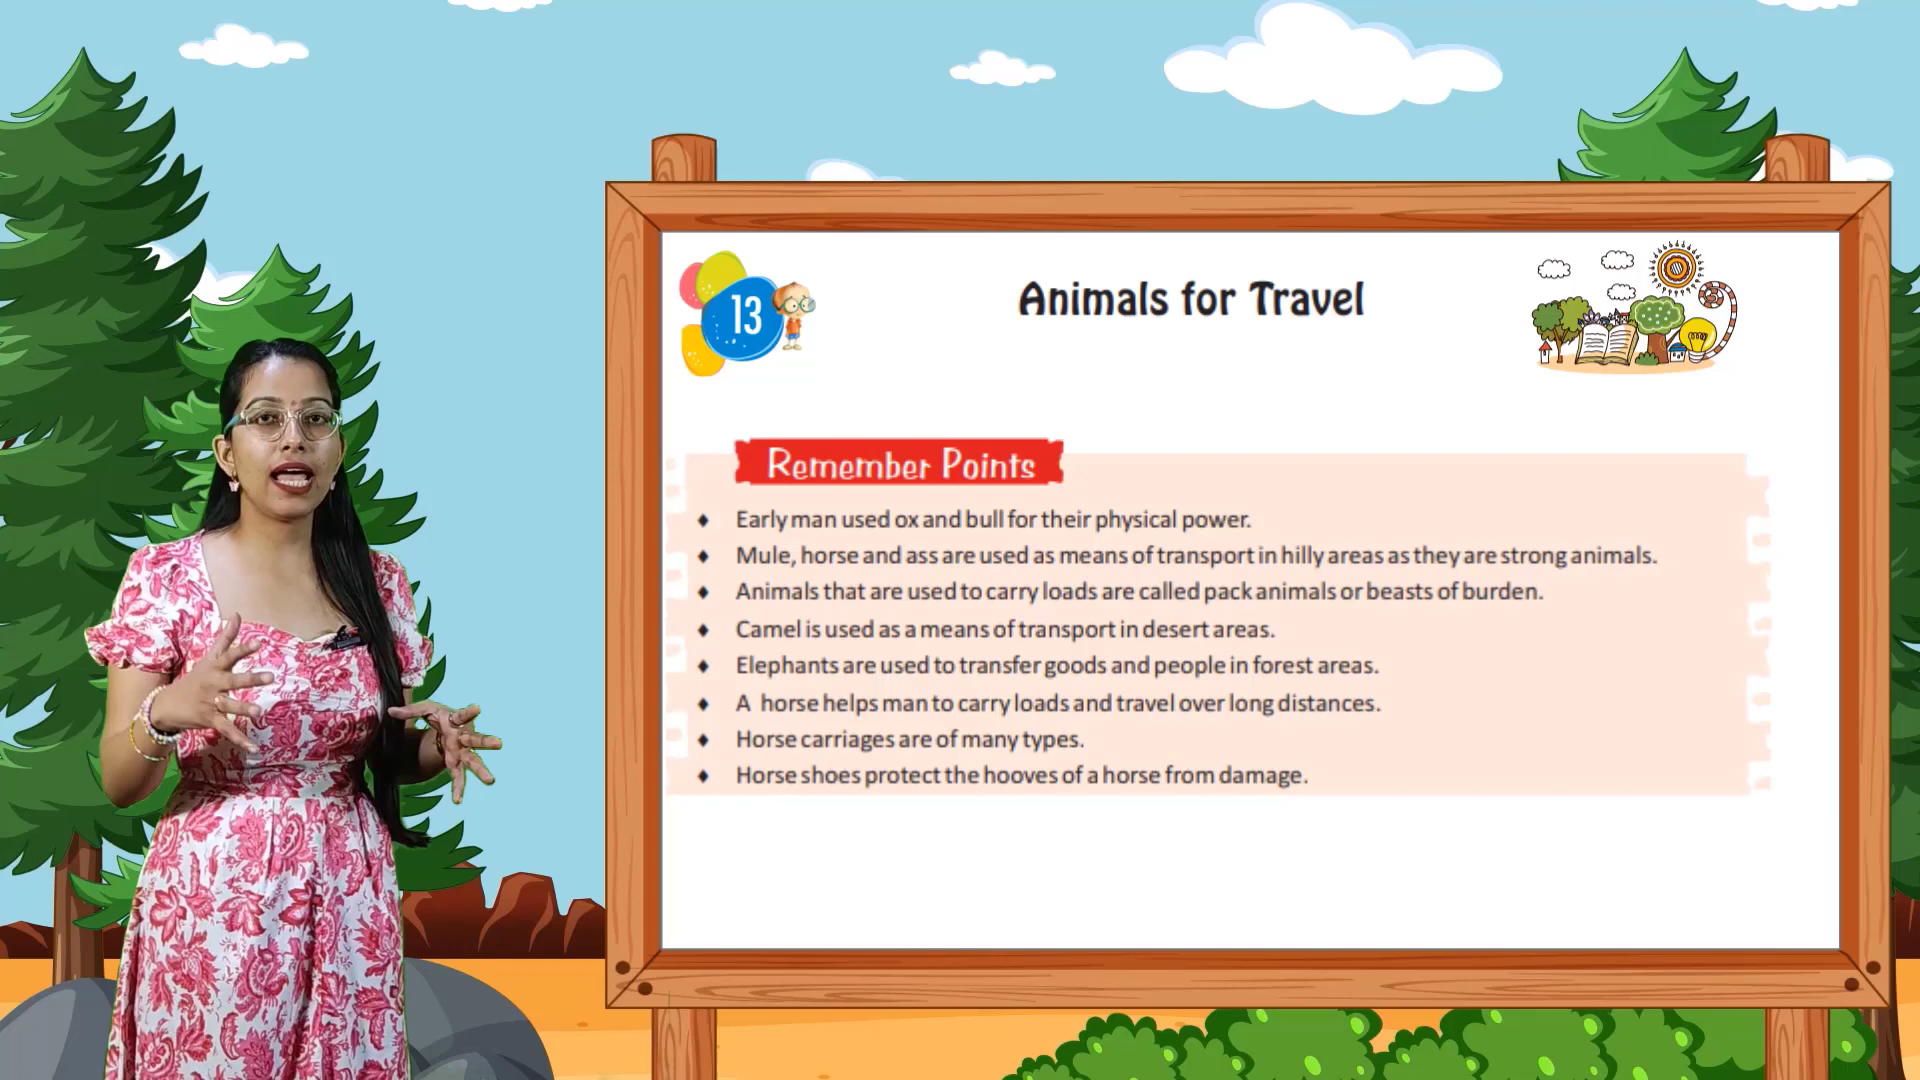 13
Animals for Travel
Remember Points
♦ Early man used ox and bull for their physical power.
♦ Mule, horse and ass are used as means of transport in hilly areas as they are strong animals.
♦ Animals that are used to carry loads are called pack animals or beasts of burden.
♦ Camel is used as a means of transport in desert areas.
♦ Elephants are used to transfer goods and people in forest areas.
♦ A horse helps man to carry loads and travel over long distances.
♦ Horse carriages are of many types.
♦ Horse shoes protect the hooves of a horse from damage.